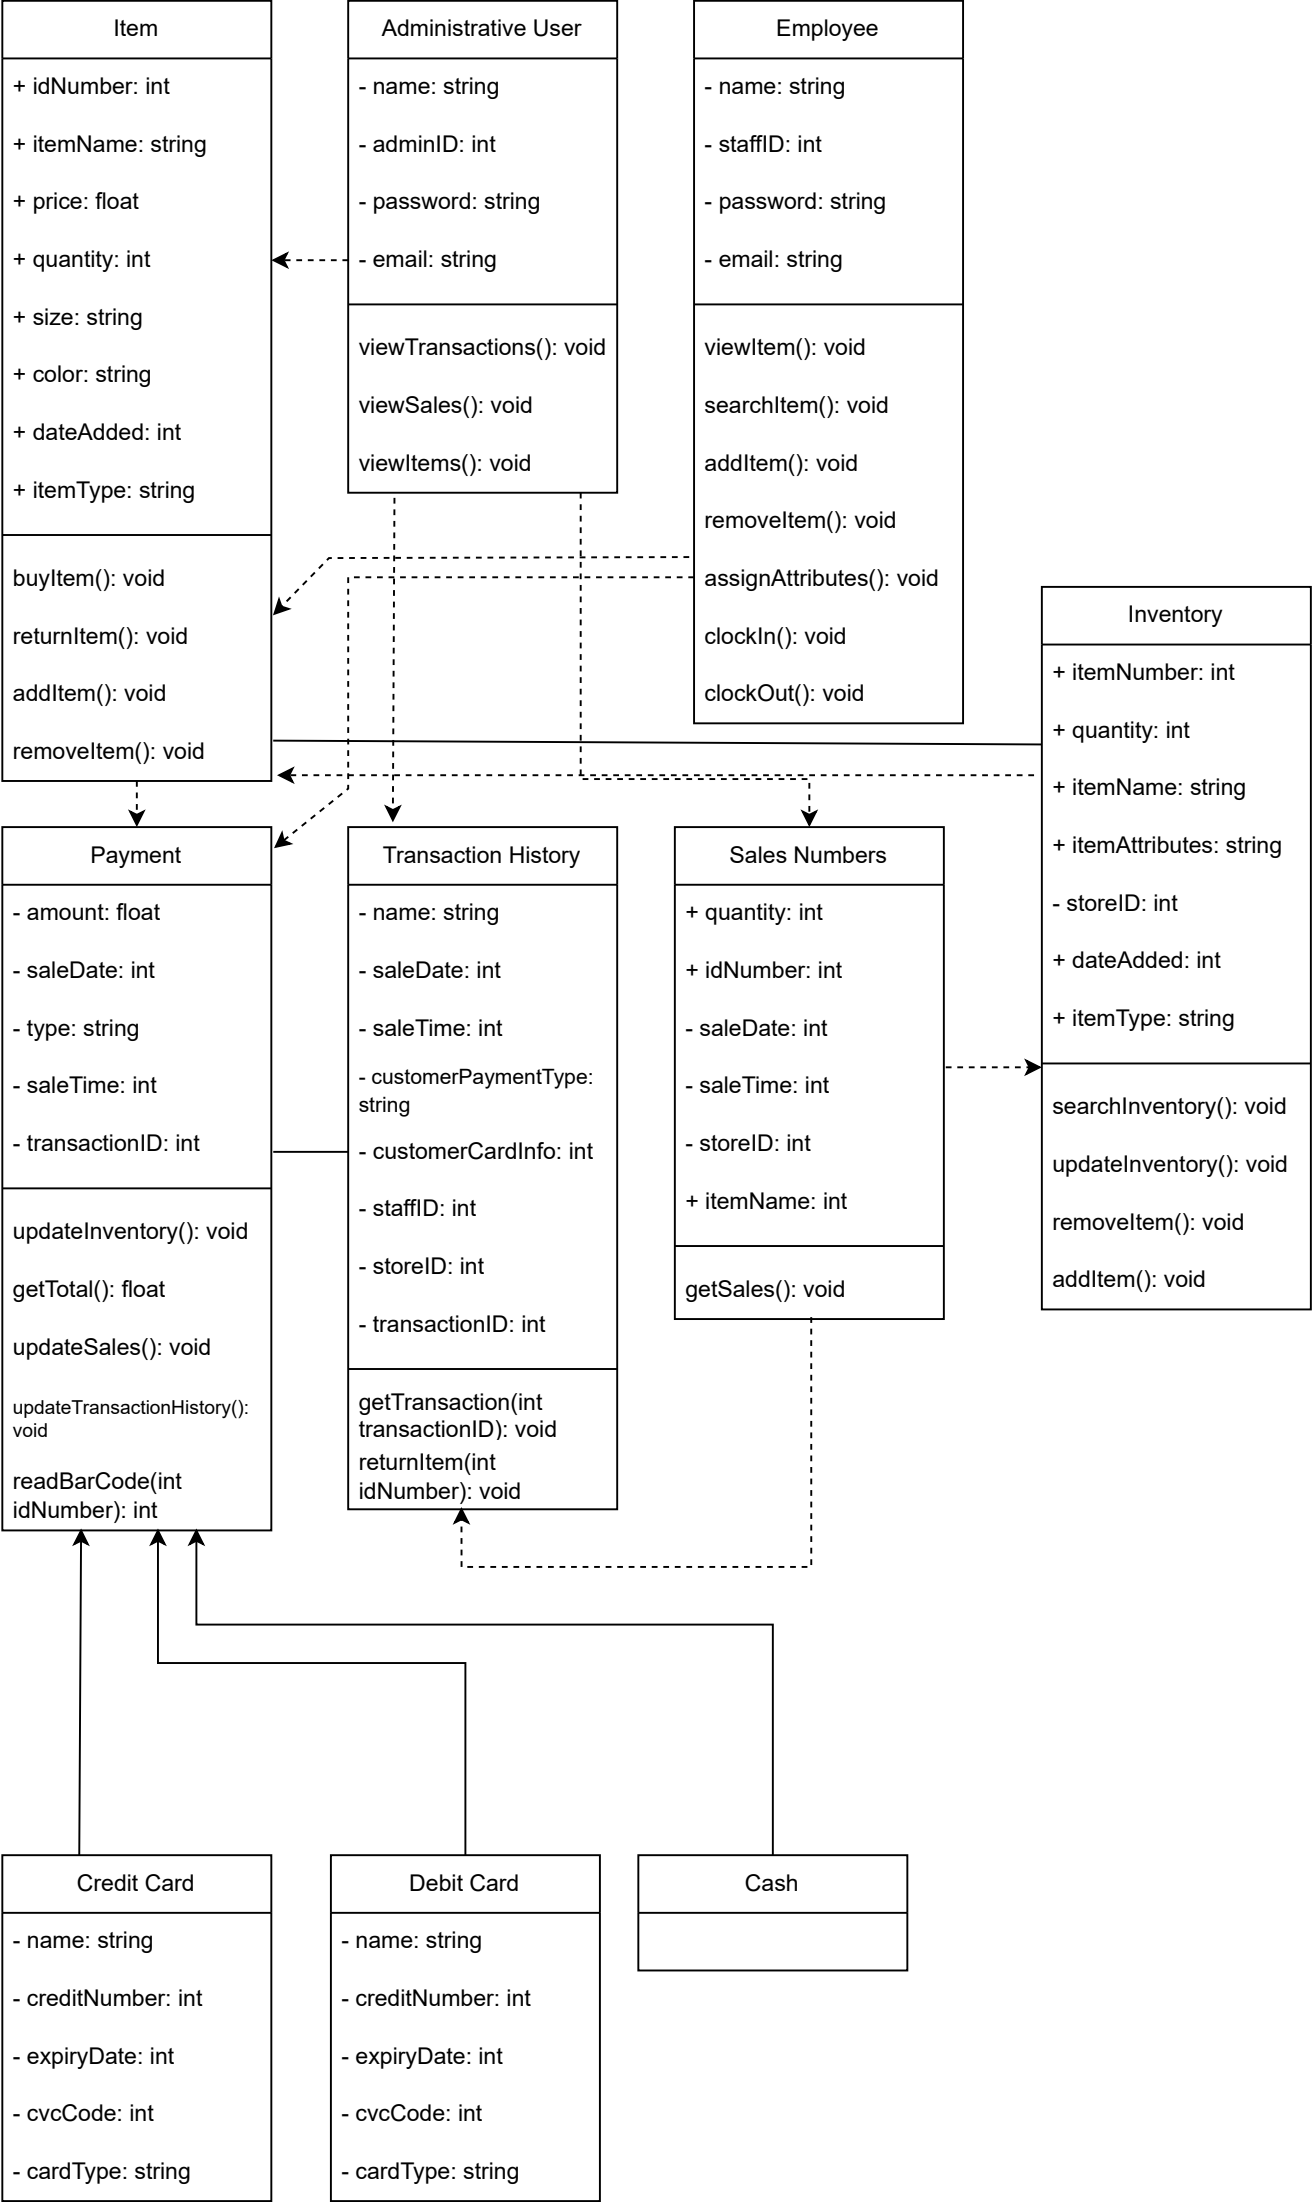 Item
+ idNumber: int
+ itemName: string
+ price: float
+ quantity: int
+ size: string
+ color: string
+ dateAdded: int
+ itemType: string
buyItem(): void
returnItem(): void
addItem(): void
removeItem(): void
Administrative User
- name: string
- adminID: int
- password: string
- email: string
viewTransactions(): void
viewSales(): void
viewItems(): void
Employee
- name: string
- staffID: int
- password: string
- email: string
viewItem(): void
searchItem(): void
addItem(): void
removeItem(): void
assignAttributes(): void
clockIn(): void
clockOut(): void
Inventory
+ itemNumber: int
+ quantity: int
+ itemName: string
+ itemAttributes: string
- storeID: int
+ dateAdded: int
+ itemType: string
searchInventory(): void
updateInventory(): void
removeItem(): void
addItem(): void
Payment
- amount: float
- saleDate: int
- type: string
- saleTime: int
- transactionID: int
updateInventory(): void
getTotal(): float
updateSales(): void
updateTransactionHistory():
void
readBarCode(int
idNumber): int
Transaction History
- name: string
- saleDate: int
- saleTime: int
- customerPaymentType:
string
- customerCardInfo: int
- staffID: int
- storeID: int
- transactionID: int
getTransaction(int
transactionID): void
returnItem(int
idNumber): void
Sales Numbers
+ quantity: int
+ idNumber: int
- saleDate: int
- saleTime: int
- storeID: int
+ itemName: int
getSales(): void
Credit Card
- name: string
- creditNumber: int
- expiryDate: int
- cvcCode: int
- cardType: string
Debit Card
- name: string
- creditNumber: int
- expiryDate: int
- cvcCode: int
- cardType: string
Cash